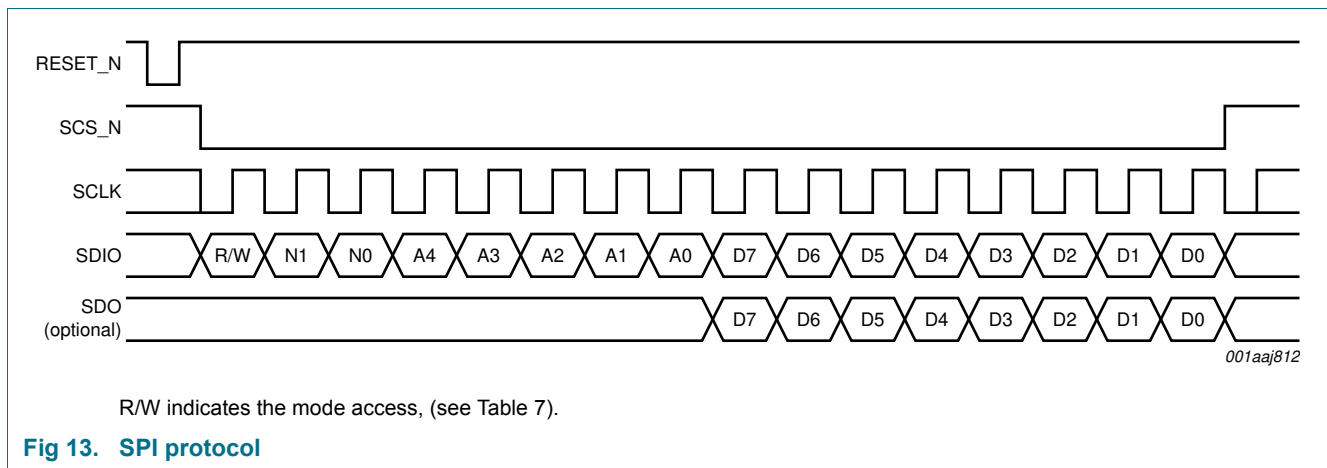 RESET_N
SCS_N
SCLK
SDIO R/W N1 N0 A4 A3 A2 A1 A0 D7 D6 D5 D4 D3 D2 D1 D0
SDO
(optional) D7 D6 D5 D4 D3 D2 D1 D0
001aaj812
R/W indicates the mode access, (see Table 7).
Fig 13. SPI protocol